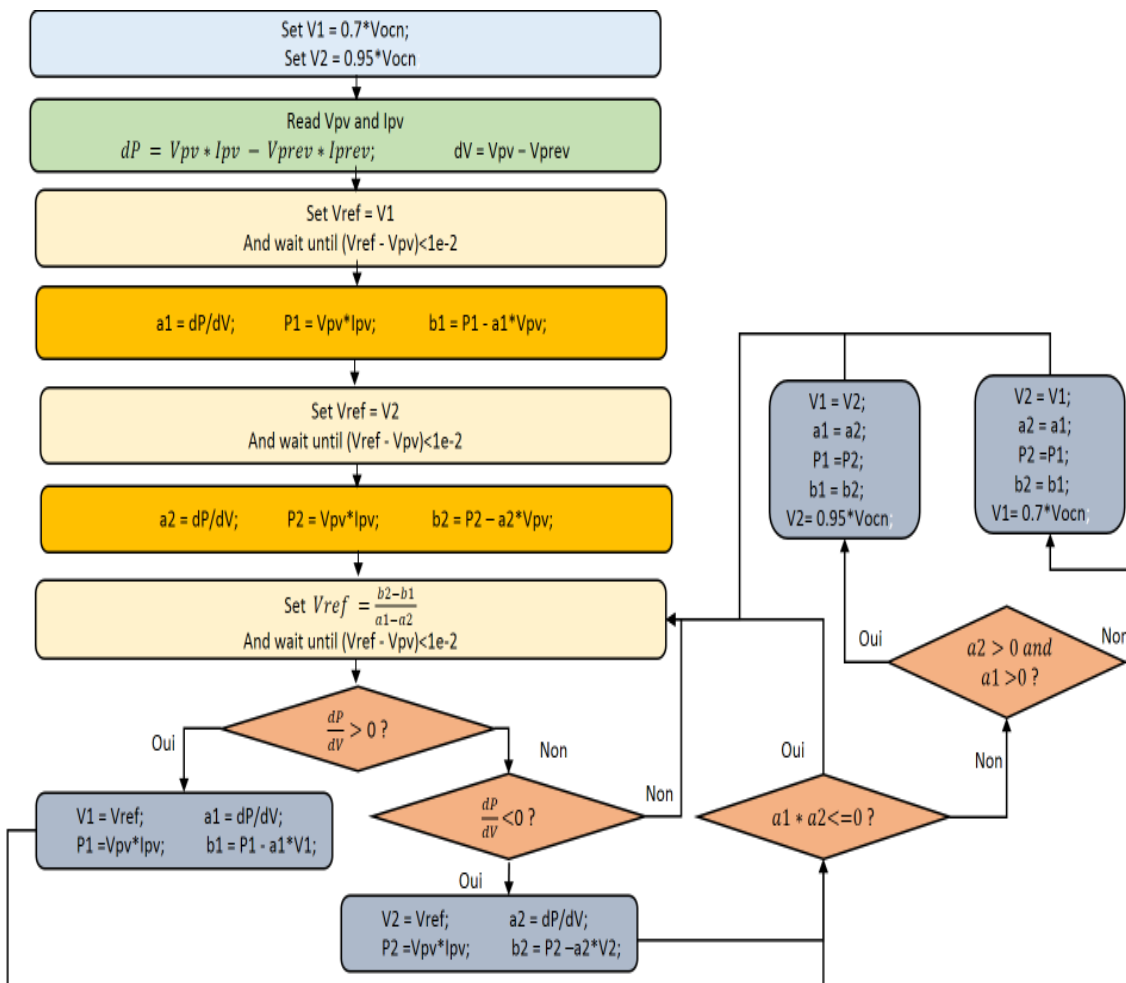 Set V1 = 0.7*Vocn;
Set V2 = 0.95*Vocn
Read Vpv and Ipv
dP = Vpv * Ipv − Vprev * Iprev; dV = Vpv − Vprev
Set Vref = V1
And wait until (Vref - Vpv)<1e-2
a1 = dP/dV; P1 = Vpv*Ipv; b1 = P1 - a1*Vpv;
Set Vref = V2
And wait until (Vref - Vpv)<1e-2
a2 = dP/dV; P2 = Vpv*Ipv; b2 = P2 – a2*Vpv;
Set Vref = \frac{b2−b1}{a1−a2}
And wait until (Vref - Vpv)<1e-2
\frac{dP}{dV} > 0 ?
Oui
Non
V1 = Vref; a1 = dP/dV;
P1 =Vpv*Ipv; b1 = P1 - a1*V1;
\frac{dP}{dV} <0 ?
Non
Oui
V2 = Vref; a2 = dP/dV;
P2 =Vpv*Ipv; b2 = P2 –a2*V2;
a1 * a2<=0 ?
Oui
Non
a2 > 0 and
a1 >0 ?
Oui
Non
V1 = V2;
a1 = a2;
P1 =P2;
b1 = b2;
V2= 0.95*Vocn;
V2 = V1;
a2 = a1;
P2 =P1;
b2 = b1;
V1= 0.7*Vocn;